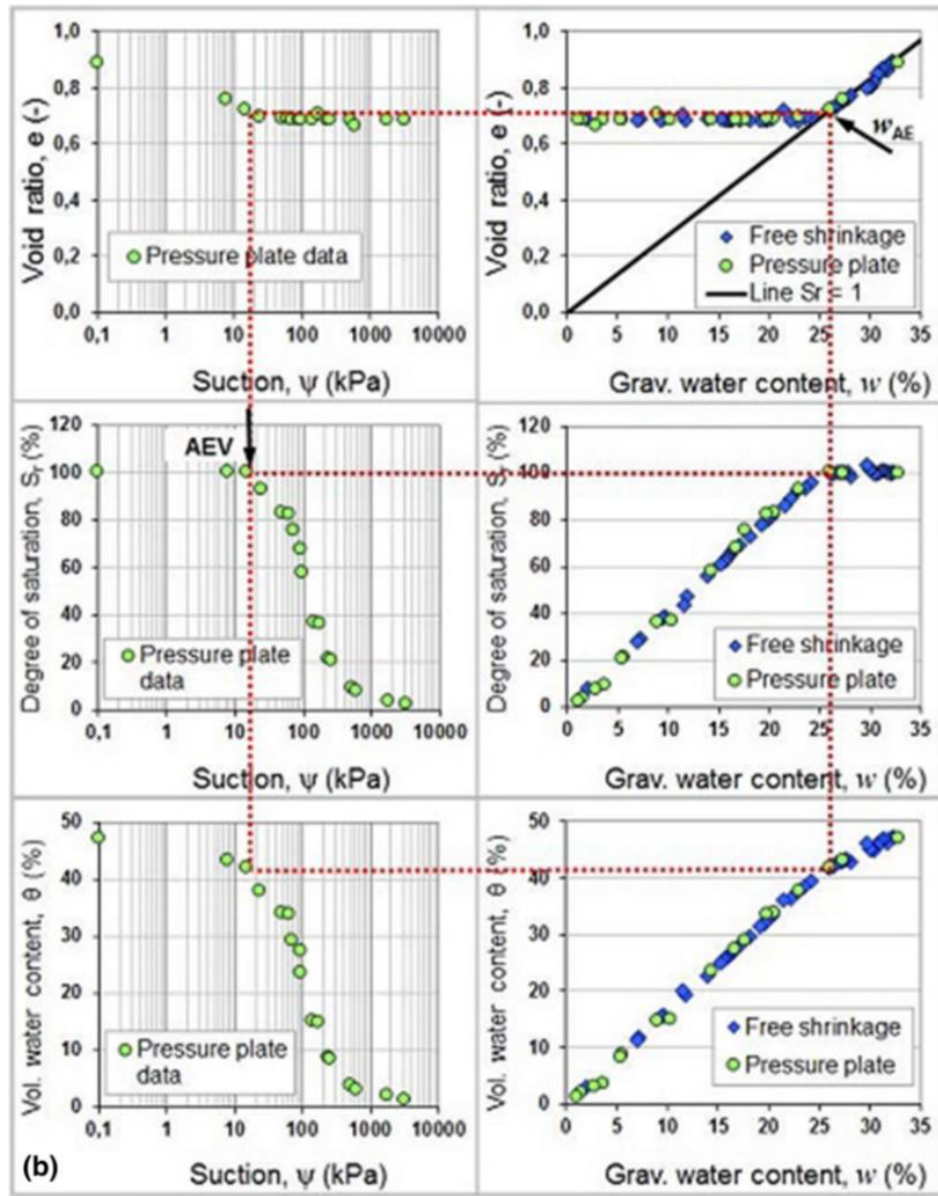 Void ratio, e (-)
1,0
0,8
0,6
0,4
0,2
0,0
Pressure plate data
0,1 1 10 100 1000 10000
Suction, ψ (kPa)
Void ratio, e (-)
1,0
0,8
0,6
0,4
0,2
0,0
w AE
Free shrinkage
Pressure plate
Line Sr = 1
0 5 10 15 20 25 30 35
Grav. water content, w (%)
Degree of saturation, Sr (%)
120
100
80
60
40
20
0
AEV
Pressure plate
data
0,1 1 10 100 1000 10000
Suction, ψ (kPa)
Degree of saturation, Sr (%)
120
100
80
60
40
20
0
Free shrinkage
Pressure plate
0 5 10 15 20 25 30 35
Grav. water content, w (%)
Vol. water content, θ (%)
50
40
30
20
10
0
Pressure plate
data
0,1 1 10 100 1000 10000
Suction, ψ (kPa)
(b)
Vol. water content, θ (%)
50
40
30
20
10
0
Free shrinkage
Pressure plate
0 5 10 15 20 25 30 35
Grav. water content, w (%)